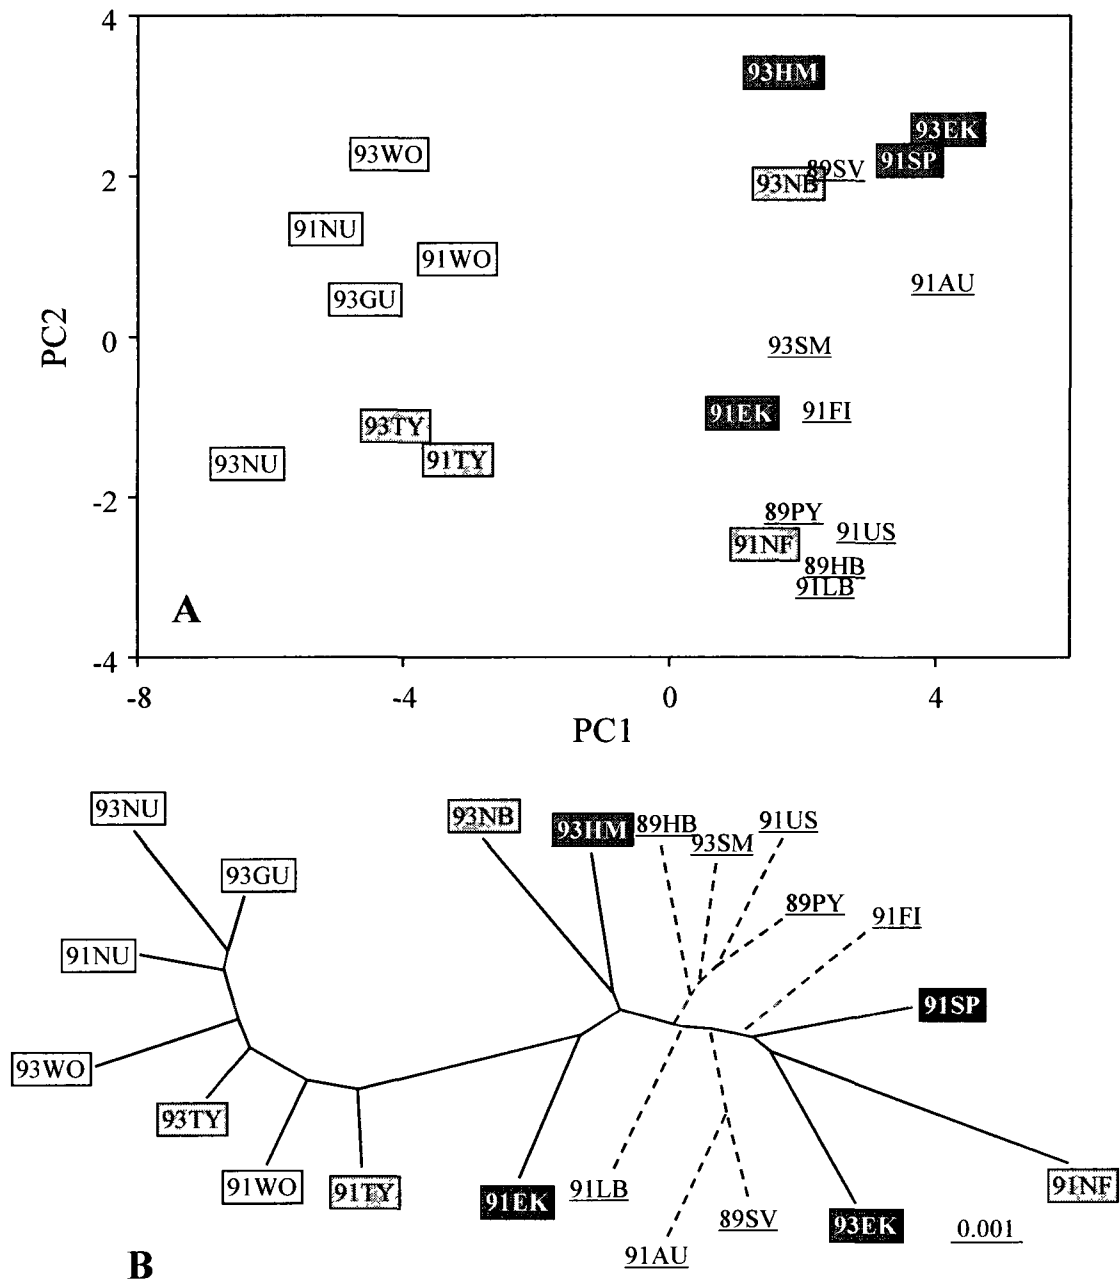 4
93HM
93EK
91SP
93WO
2
89SV
93NB
91NU
91WO
91AU
93GU
PC2
0
93SM
91EK
91FI
93TY
91TY
93NU
-2
89PY
91US
91NF
89HB
91LB
A
-4
-8
-4
0
4
PC1
93NU
93NB
93HM
89HB
91US
93SM
93GU
89PY
91FI
91NU
91SP
93WO
93TY
91WO
91TY
91EK
91LB
91NF
89SV
93EK
0.001
91AU
B